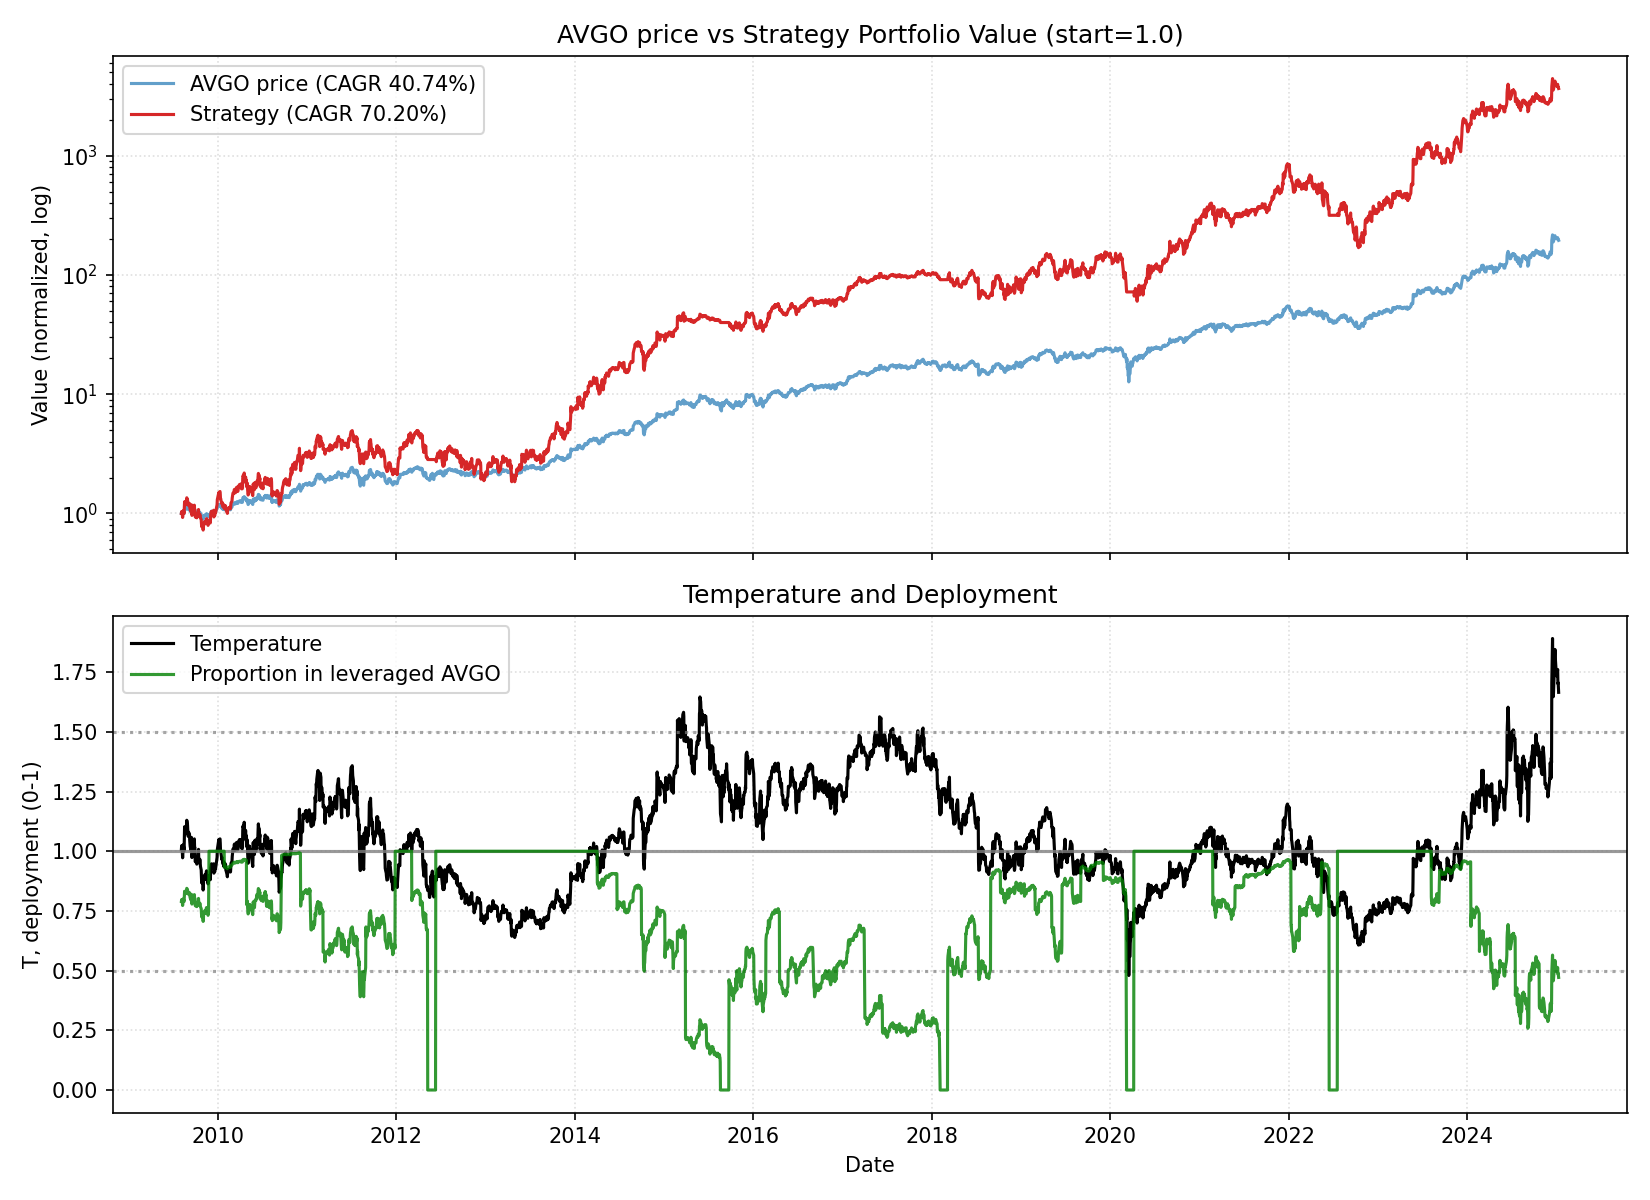 AVGO price vs Strategy Portfolio Value (start=1.0)
AVGO price (CAGR 40.74%)
Strategy (CAGR 70.20%)
Value (normalized, log)
10³
10²
10¹
10⁰
Temperature and Deployment
Temperature
Proportion in leveraged AVGO
T, deployment (0-1)
1.75
1.50
1.25
1.00
0.75
0.50
0.25
0.00
2010 2012 2014 2016 2018 2020 2022 2024
Date